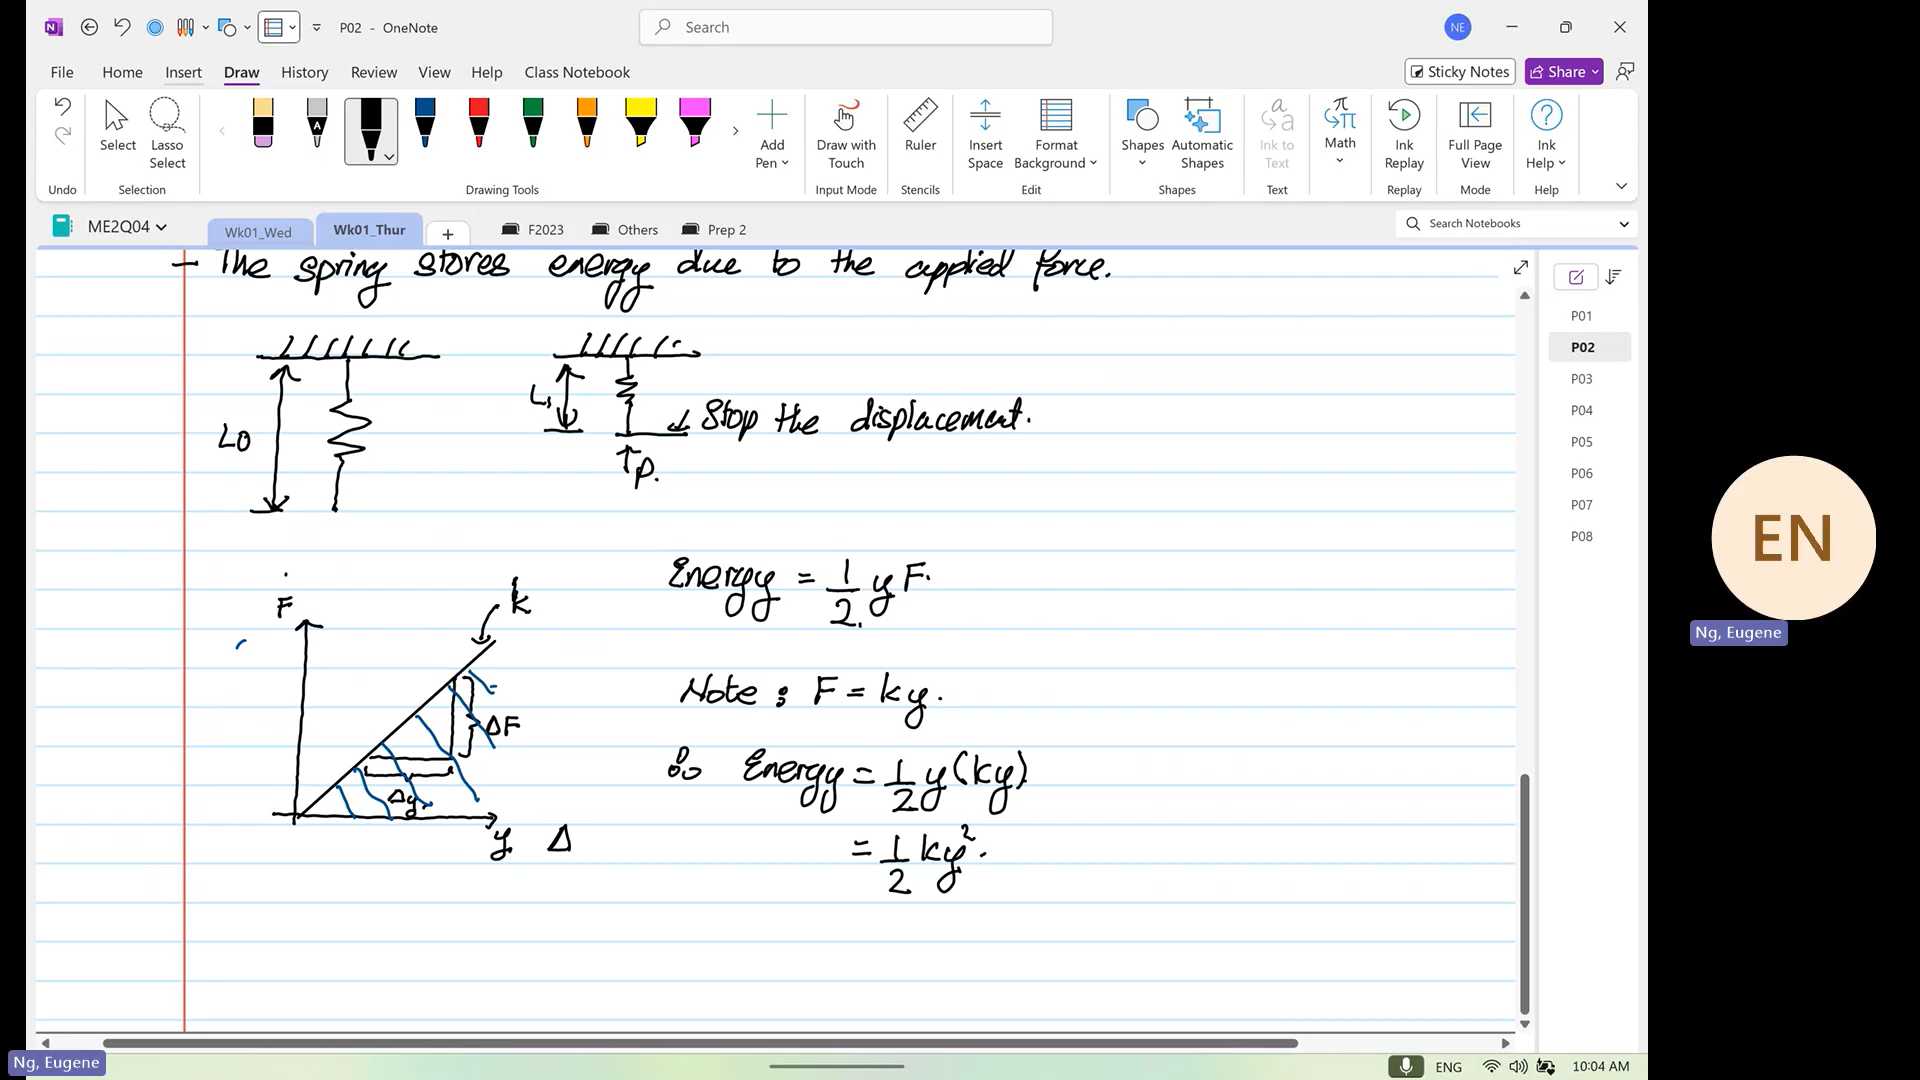 P02 - OneNote
Search
NE
File Home Insert Draw History Review View Help Class Notebook
Sticky Notes
Share
Select
Lasso Select
Add Pen
Draw with Touch
Ruler
Insert Space
Format Background
Shapes
Automatic Shapes
Ink to Text
Math
Ink Replay
Full Page View
Ink Help
Undo
Selection
Drawing Tools
Input Mode
Stencils
Edit
Shapes
Text
Replay
Mode
Help
ME2Q04
Wk01_Wed
Wk01_Thur
F2023
Others
Prep 2
Search Notebooks
P01
P02
P03
P04
P05
P06
P07
P08
- The spring stores energy due to the applied force.
L0
L1
Stop the displacement.
↑P.
F
k
ΔF
Δy
y Δ
Energy = 1/2 y F.
Note : F = ky.
∴ Energy = 1/2 y(ky)
= 1/2 ky².
EN
Ng, Eugene
Ng, Eugene
ENG
10:04 AM